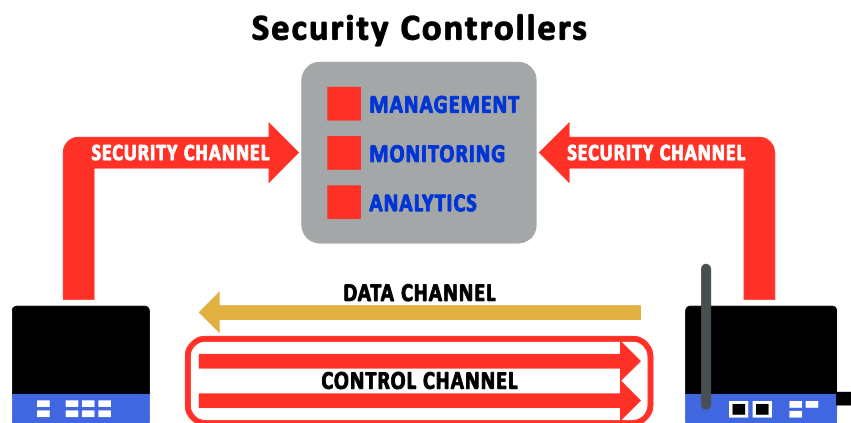 Security Controllers
MANAGEMENT
SECURITY CHANNEL
MONITORING
SECURITY CHANNEL
ANALYTICS
DATA CHANNEL
CONTROL CHANNEL